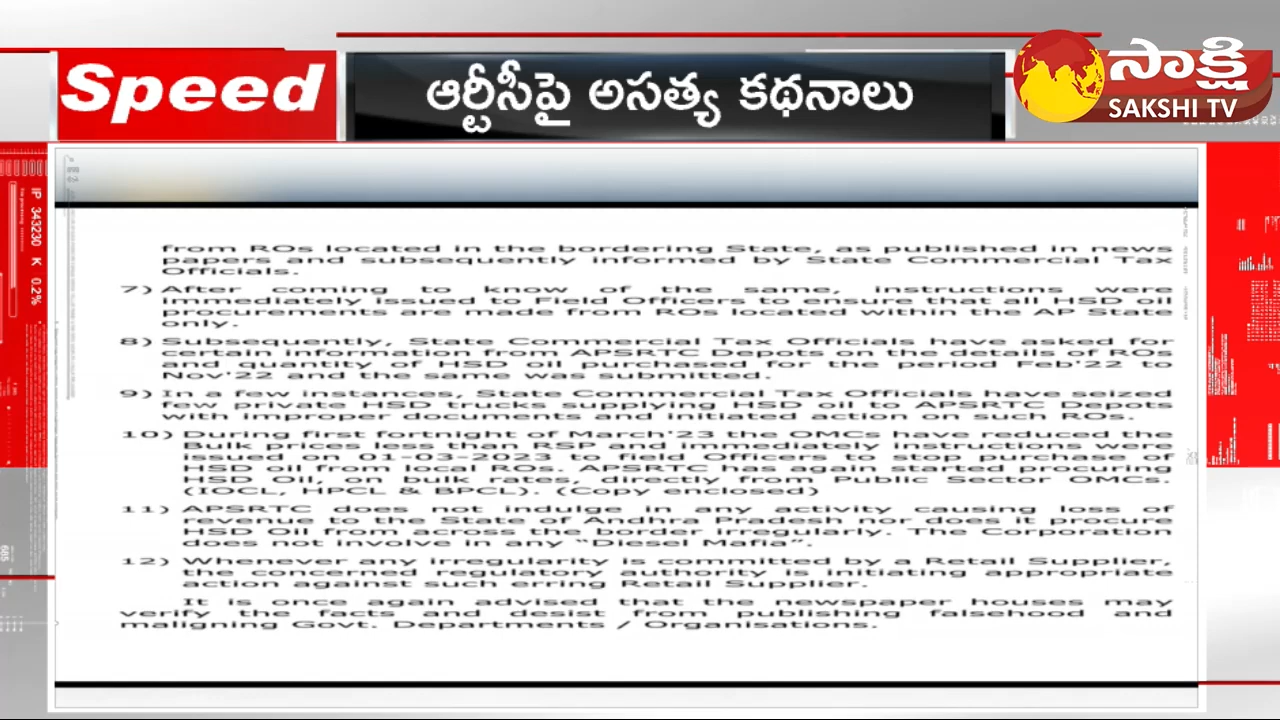 Speed
ఆర్టీసీపై అసత్య కథనాలు
సాక్షి
SAKSHI TV
IP 343230 K 0.2%
from ROs located in the bordering State, as published in news
papers and subsequently informed by State Commercial Tax
Officials.
7) After coming to know of the same, instructions were
immediately issued to Field Officers to ensure that all HSD oil
procurements are made from ROs located within the AP State
only.
8) Subsequently, State Commercial Tax Officials have asked for
certain information from APSRTC Depots on the details of ROs
and quantity of HSD oil purchased for the period Feb'22 to
Nov'22 and the same was submitted.
9) In a few instances, State Commercial Tax Officials have seized
few private HSD trucks supplying HSD oil to APSRTC Depots
with improper documents and initiated action on such ROs.
10) During first fortnight of March'23 the OMCs have reduced the
Bulk prices less than RSP and immediately instructions were
issued on 01-03-2023 to field Officers to stop purchase of
HSD oil from local ROs. APSRTC has again started procuring
HSD Oil, on bulk rates, directly from Public Sector OMCs.
(IOCL, HPCL & BPCL). (Copy enclosed)
11) APSRTC does not indulge in any activity causing loss of
revenue to the State of Andhra Pradesh nor does it procure
HSD Oil from across the border irregularly. The Corporation
does not involve in any “Diesel Mafia”.
12) Whenever any irregularity is committed by a Retail Supplier,
the concerned regulatory authority is initiating appropriate
action against such erring Retail Supplier.
It is once again advised that the newspaper houses may
verify the facts and desist from publishing falsehood and
maligning Govt. Departments / Organisations.